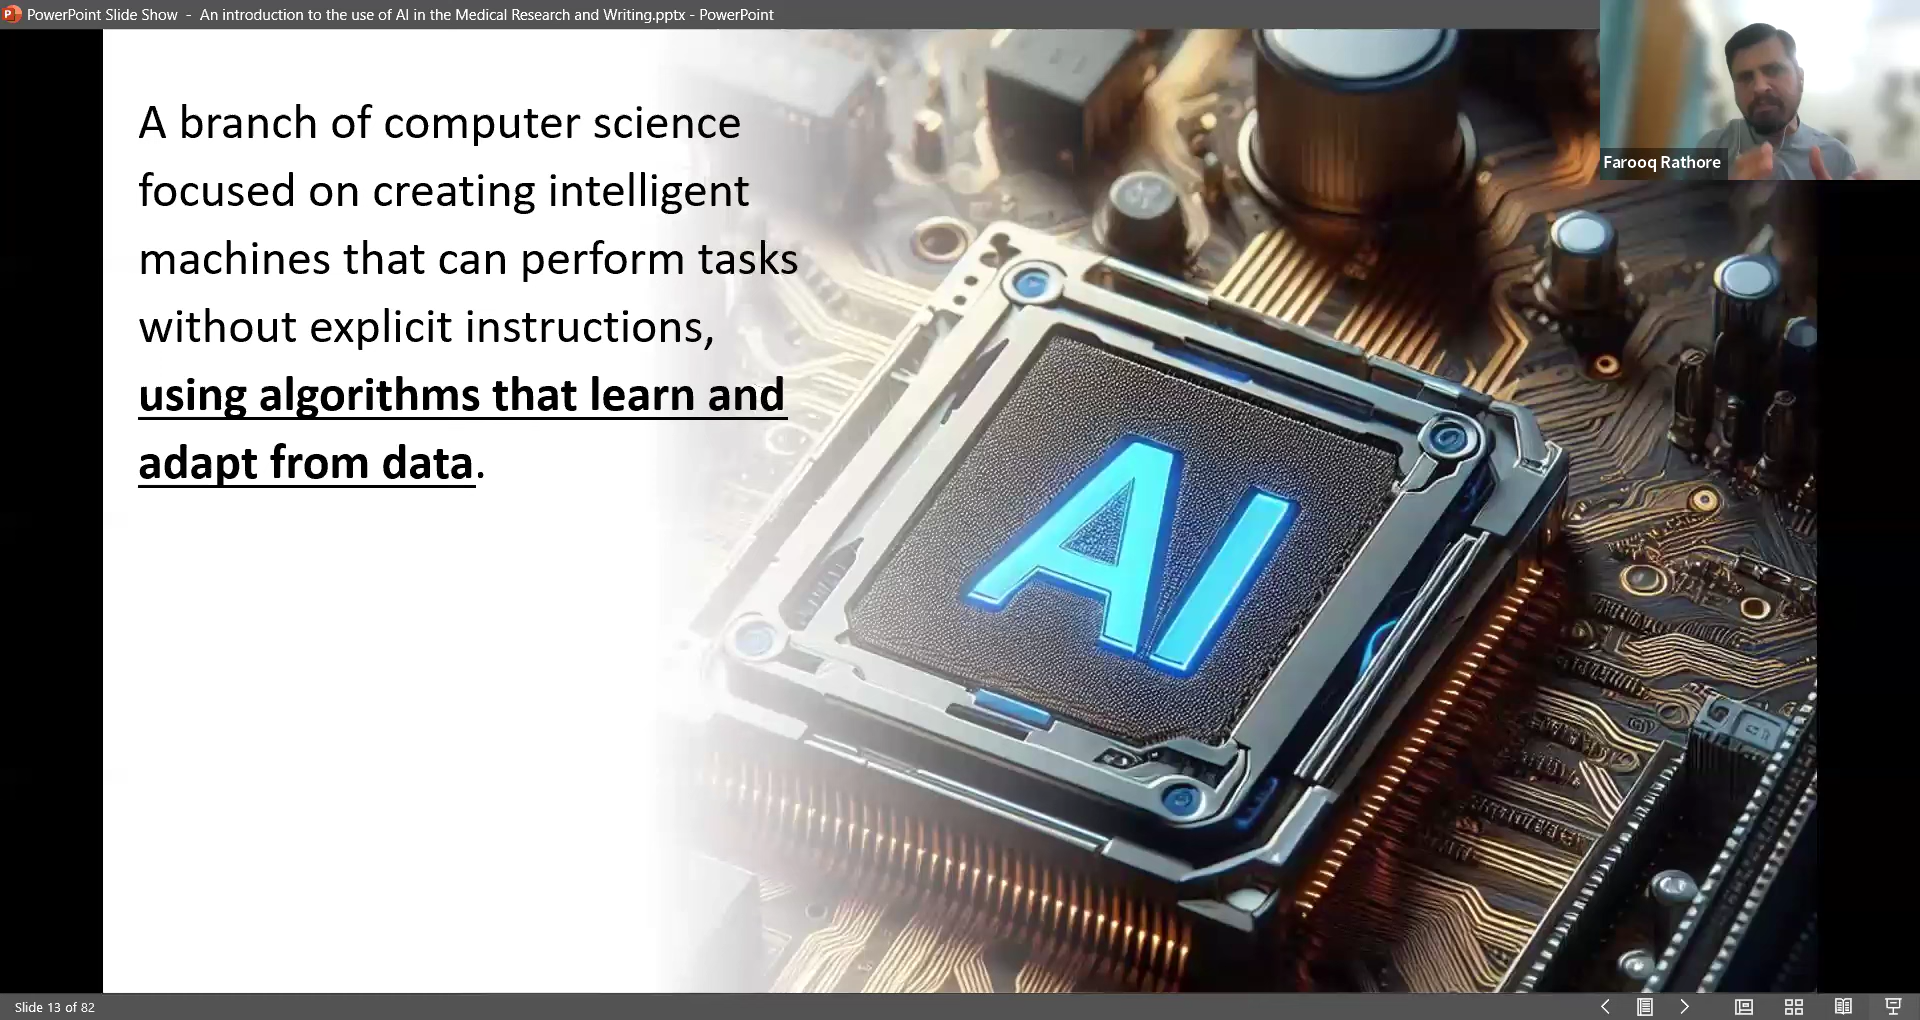 PowerPoint Slide Show - An introduction to the use of AI in the Medical Research and Writing.pptx - PowerPoint
Farooq Rathore
A branch of computer science
focused on creating intelligent
machines that can perform tasks
without explicit instructions,
using algorithms that learn and
adapt from data.
AI
Slide 13 of 82